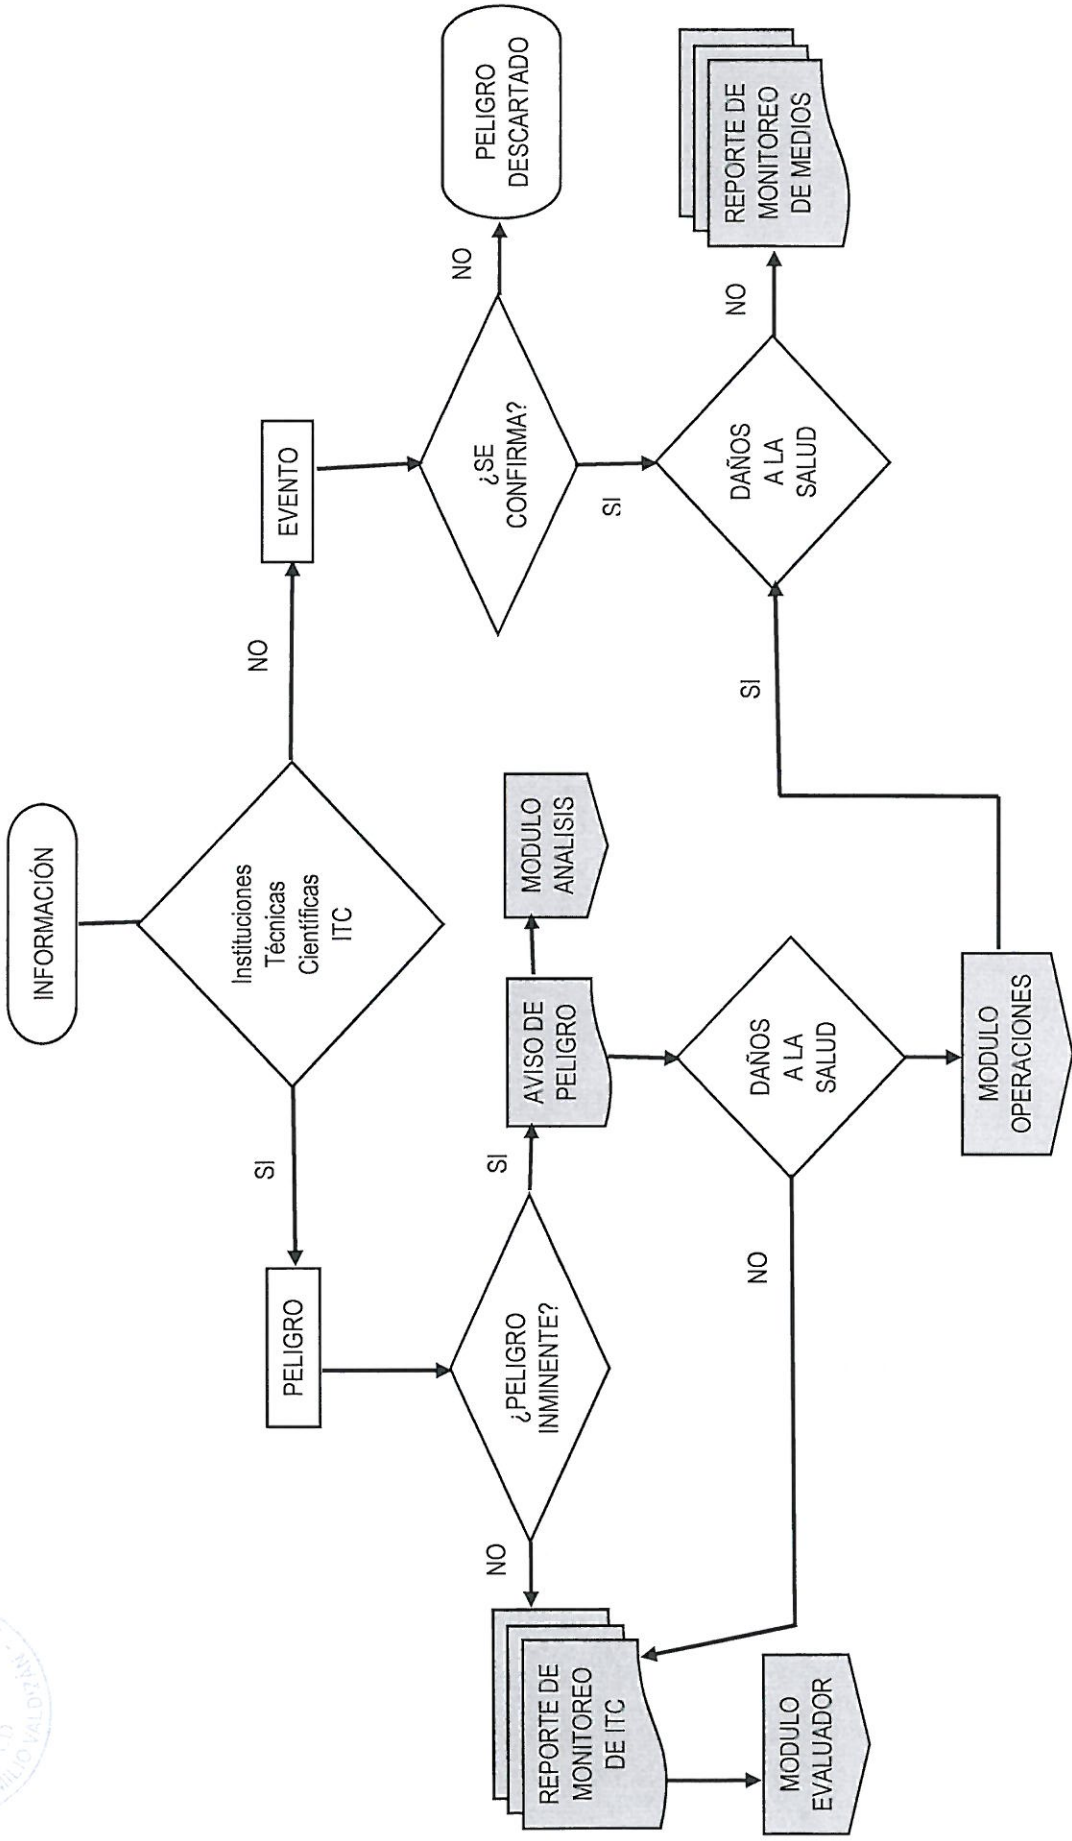 INFORMACIÓN
Instituciones
Técnicas
Científicas
ITC
SI
NO
PELIGRO
EVENTO
¿PELIGRO
INMINENTE?
NO
SI
AVISO DE
PELIGRO
MODULO
ANALISIS
¿SE
CONFIRMA?
NO
PELIGRO
DESCARTADO
SI
REPORTE DE
MONITOREO
DE ITC
DAÑOS
A LA
SALUD
NO
SI
DAÑOS
A LA
SALUD
NO
REPORTE DE
MONITOREO
DE MEDIOS
MODULO
EVALUADOR
MODULO
OPERACIONES
VALDIZÁN